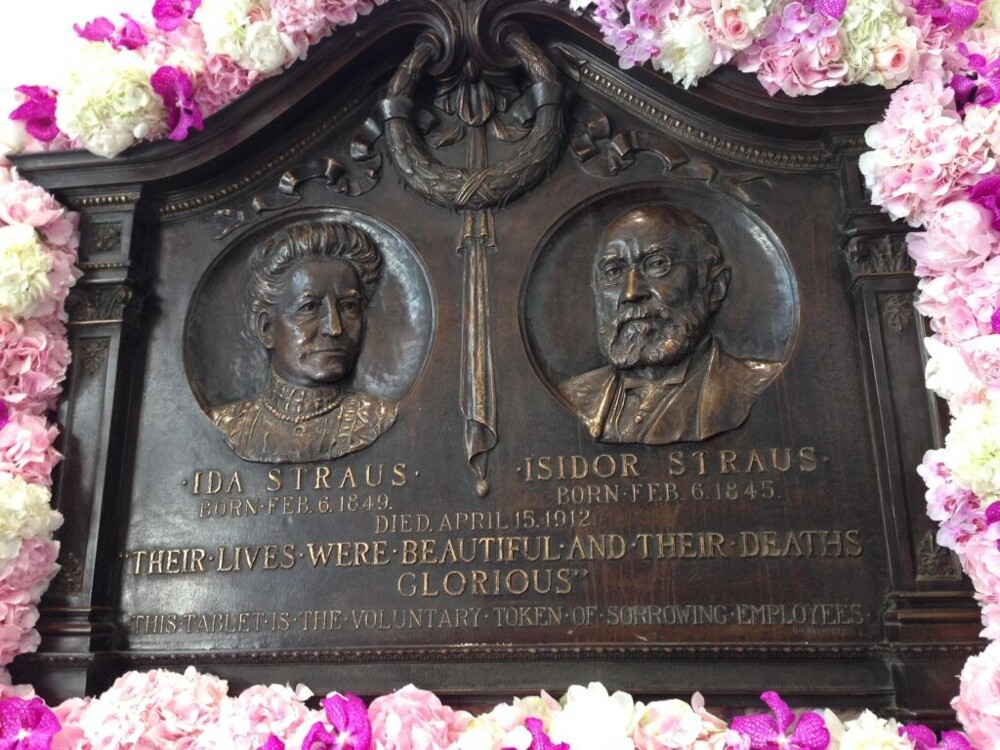 ·IDA STRAUS·
BORN·FEB. 6. 1849.
·ISIDOR STRAUS·
BORN·FEB. 6. 1845.
DIED. APRIL 15. 1912
"THEIR·LIVES·WERE·BEAUTIFUL·AND·THEIR·DEATHS
GLORIOUS"
THIS·TABLET·IS·THE·VOLUNTARY·TOKEN·OF·SORROWING·EMPLOYEES·